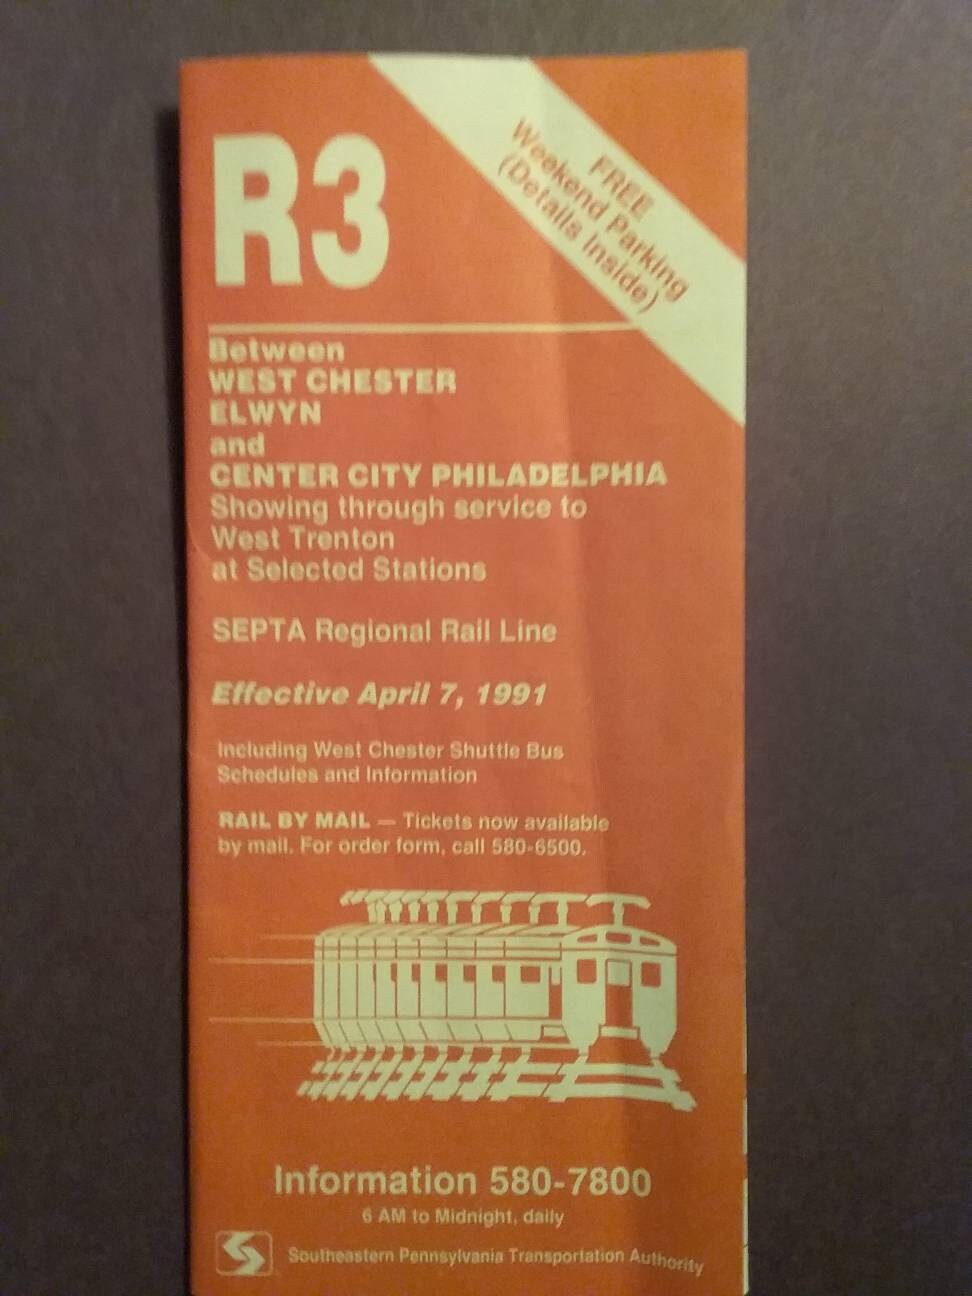 R3
FREE
Weekend Parking
(Details Inside)
Between
WEST CHESTER
ELWYN
and
CENTER CITY PHILADELPHIA
Showing through service to
West Trenton
at Selected Stations
SEPTA Regional Rail Line
Effective April 7, 1991
Including West Chester Shuttle Bus
Schedules and Information
RAIL BY MAIL — Tickets now available
by mail. For order form, call 580-6500.
Information 580-7800
6 AM to Midnight, daily
Southeastern Pennsylvania Transportation Authority